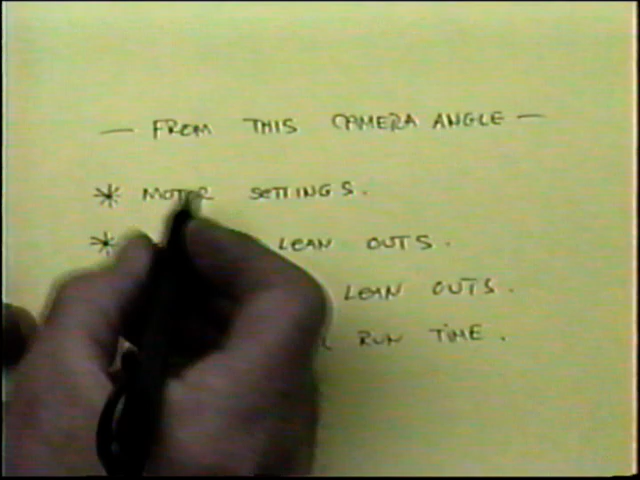 — FROM THIS CAMERA ANGLE —
* MOTOR SETTINGS.
* LEAN OUTS.
LEAN OUTS.
RUN TIME.